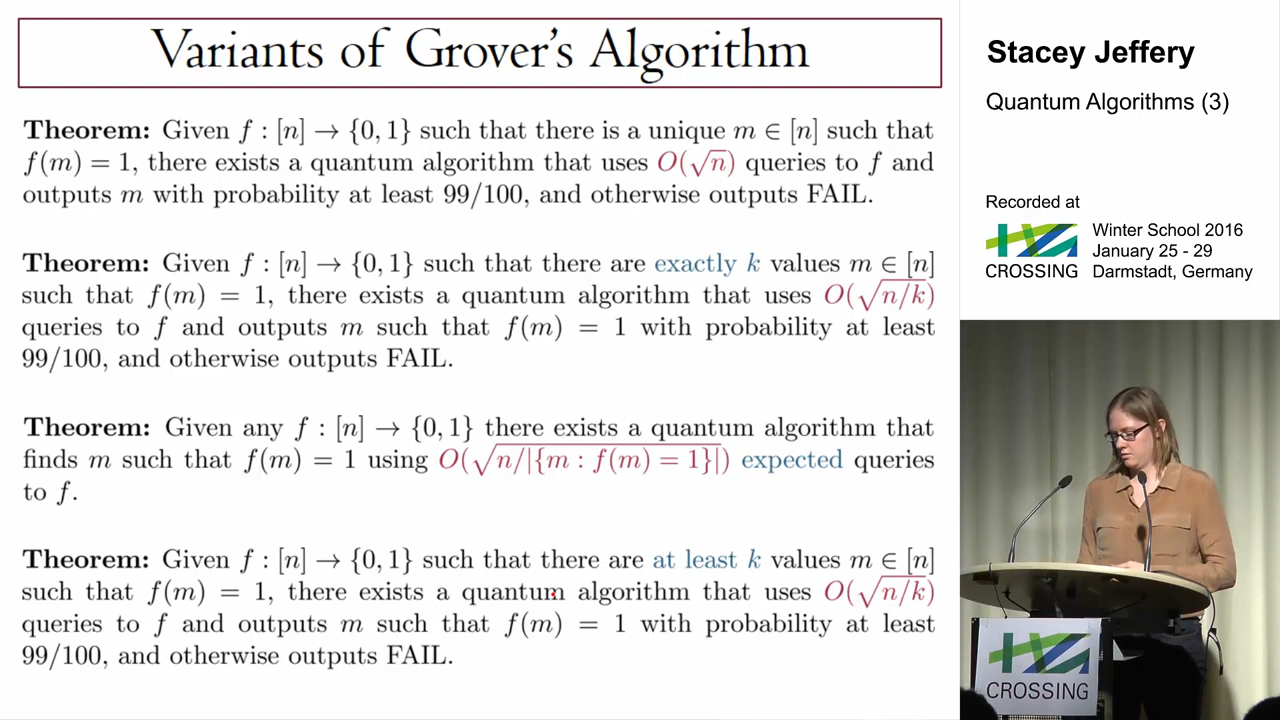 Variants of Grover's Algorithm
Theorem: Given f : [n] → {0, 1} such that there is a unique m ∈ [n] such that
f(m) = 1, there exists a quantum algorithm that uses O(√n) queries to f and
outputs m with probability at least 99/100, and otherwise outputs FAIL.
Theorem: Given f : [n] → {0, 1} such that there are exactly k values m ∈ [n]
such that f(m) = 1, there exists a quantum algorithm that uses O(√n/k)
queries to f and outputs m such that f(m) = 1 with probability at least
99/100, and otherwise outputs FAIL.
Theorem: Given any f : [n] → {0, 1} there exists a quantum algorithm that
finds m such that f(m) = 1 using O(√n/|{m : f(m) = 1}|) expected queries
to f.
Theorem: Given f : [n] → {0, 1} such that there are at least k values m ∈ [n]
such that f(m) = 1, there exists a quantum algorithm that uses O(√n/k)
queries to f and outputs m such that f(m) = 1 with probability at least
99/100, and otherwise outputs FAIL.
Stacey Jeffery
Quantum Algorithms (3)
Recorded at
CROSSING
Winter School 2016
January 25 - 29
Darmstadt, Germany
CROSSING